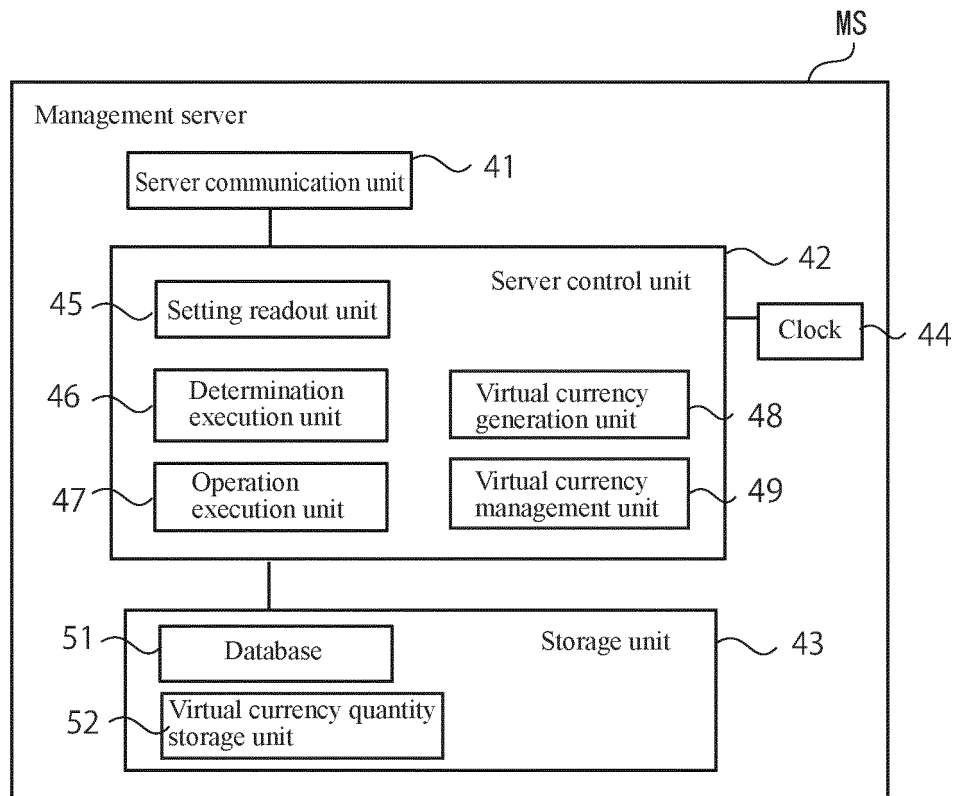 MS
Management server
Server communication unit
41
Server control unit
42
45
Setting readout unit
Clock
44
46
Determination
execution unit
Virtual currency
generation unit
48
47
Operation
execution unit
Virtual currency
management unit
49
51
Database
Storage unit
43
52
Virtual currency quantity
storage unit